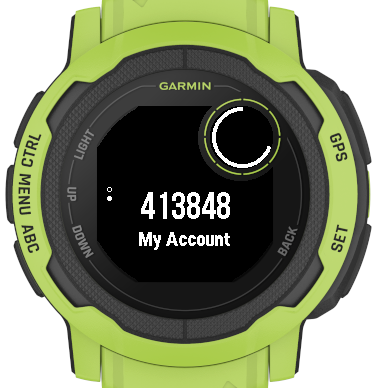 GARMIN
CTRL
LIGHT
GPS
MENU
UP
413848
My Account
ABC
DOWN
BACK
SET